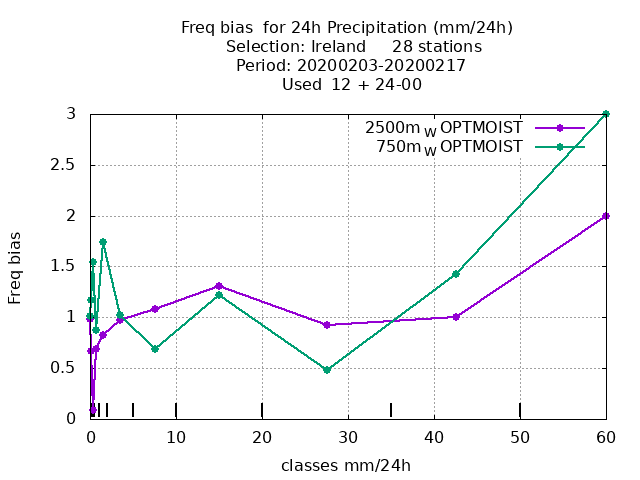 Freq bias  for 24h Precipitation (mm/24h)
Selection: Ireland     28 stations
Period: 20200203-20200217
Used  12 + 24-00
2500m_W OPTMOIST
750m_W OPTMOIST
3
2.5
2
1.5
1
0.5
0
Freq bias
0 10 20 30 40 50 60
classes mm/24h